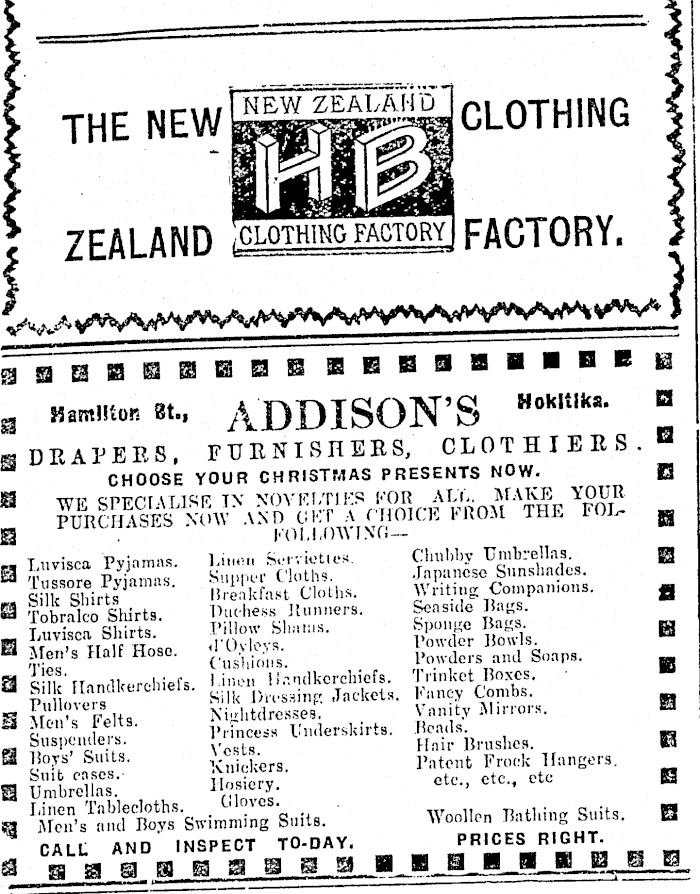 THE NEW
ZEALAND
NEW ZEALAND
HB
CLOTHING FACTORY
CLOTHING
FACTORY.
Hamilton St., ADDISON'S Hokitika.
DRAPERS, FURNISHERS, CLOTHIERS.
CHOOSE YOUR CHRISTMAS PRESENTS NOW.
WE SPECIALISE IN NOVELTIES FOR ALL. MAKE YOUR
PURCHASES NOW AND GET A CHOICE FROM THE FOL-
FOLLOWING—
Luvisca Pyjamas.
Tussore Pyjamas.
Silk Shirts
Tobralco Shirts.
Luvisca Shirts.
Men's Half Hose.
Ties.
Silk Handkerchiefs.
Pullovers
Men's Felts.
Suspenders.
Boys' Suits.
Suit cases.
Umbrellas.
Linen Tablecloths.
Men's and Boys Swimming Suits.
Linen Serviettes.
Supper Cloths.
Breakfast Cloths.
Duchess Runners.
Pillow Shams.
d'Oyleys.
Cushions.
Linen Handkerchiefs.
Silk Dressing Jackets.
Nightdresses.
Princess Underskirts.
Vests.
Knickers.
Hosiery.
Gloves.
Chubby Umbrellas.
Japanese Sunshades.
Writing Companions.
Seaside Bags.
Sponge Bags.
Powder Bowls.
Powders and Soaps.
Trinket Boxes.
Fancy Combs.
Vanity Mirrors.
Beads.
Hair Brushes.
Patent Frock Hangers.
etc., etc., etc
Woollen Bathing Suits.
CALL AND INSPECT TO-DAY.
PRICES RIGHT.